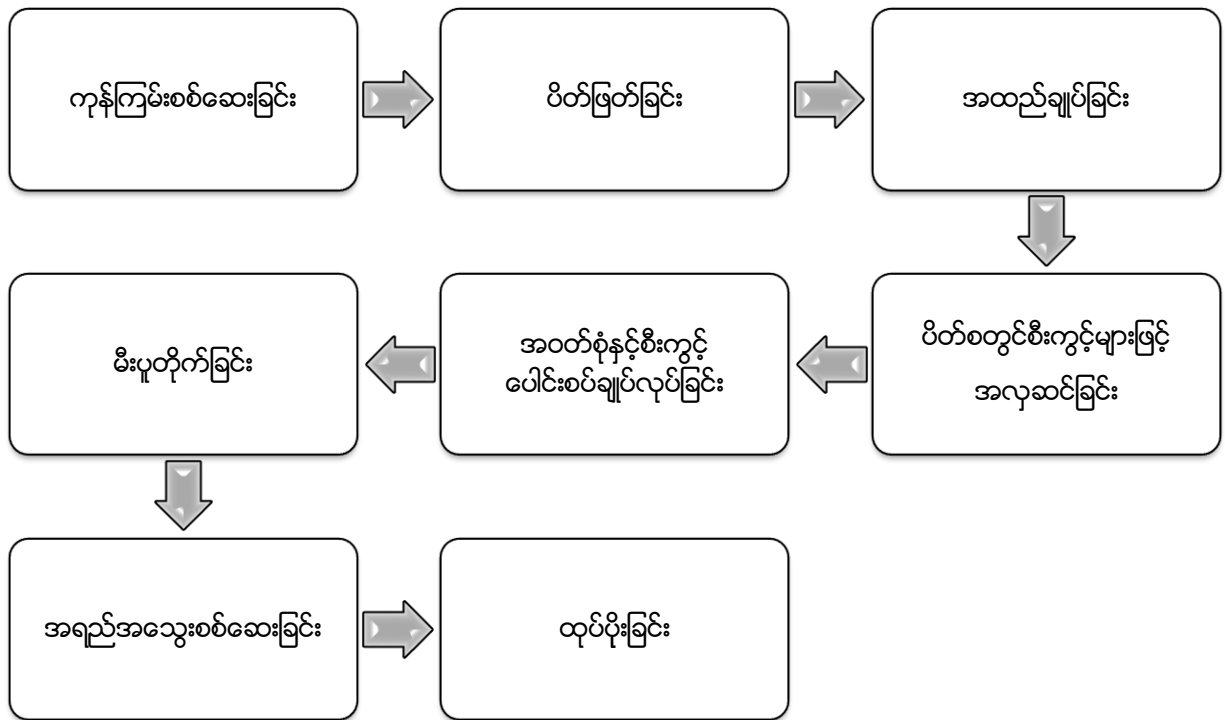 ကုန်ကြမ်းစစ်ဆေးခြင်း
ပိတ်ဖြတ်ခြင်း
အထည်ချုပ်ခြင်း
ပိတ်စတွင်စီးကွင့်များဖြင့်
အလှဆင်ခြင်း
အဝတ်စုံနှင့်စီးကွင့်
ပေါင်းစပ်ချုပ်လုပ်ခြင်း
မီးပူတိုက်ခြင်း
အရည်အသွေးစစ်ဆေးခြင်း
ထုပ်ပိုးခြင်း